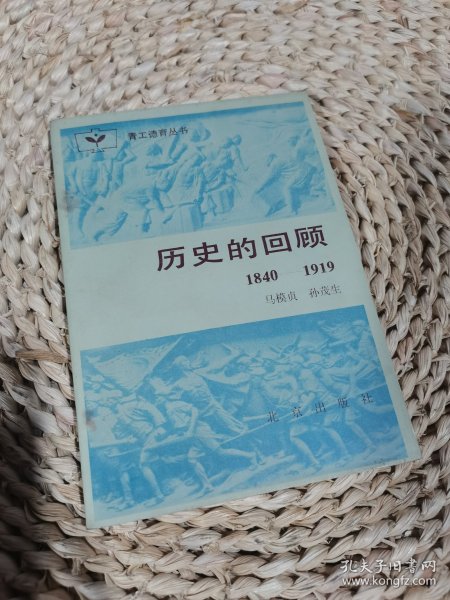 青工德育丛书
历史的回顾
1840 1919
马模贞 孙茂生
北京出版社
孔夫子旧书网
www.kongfz.com